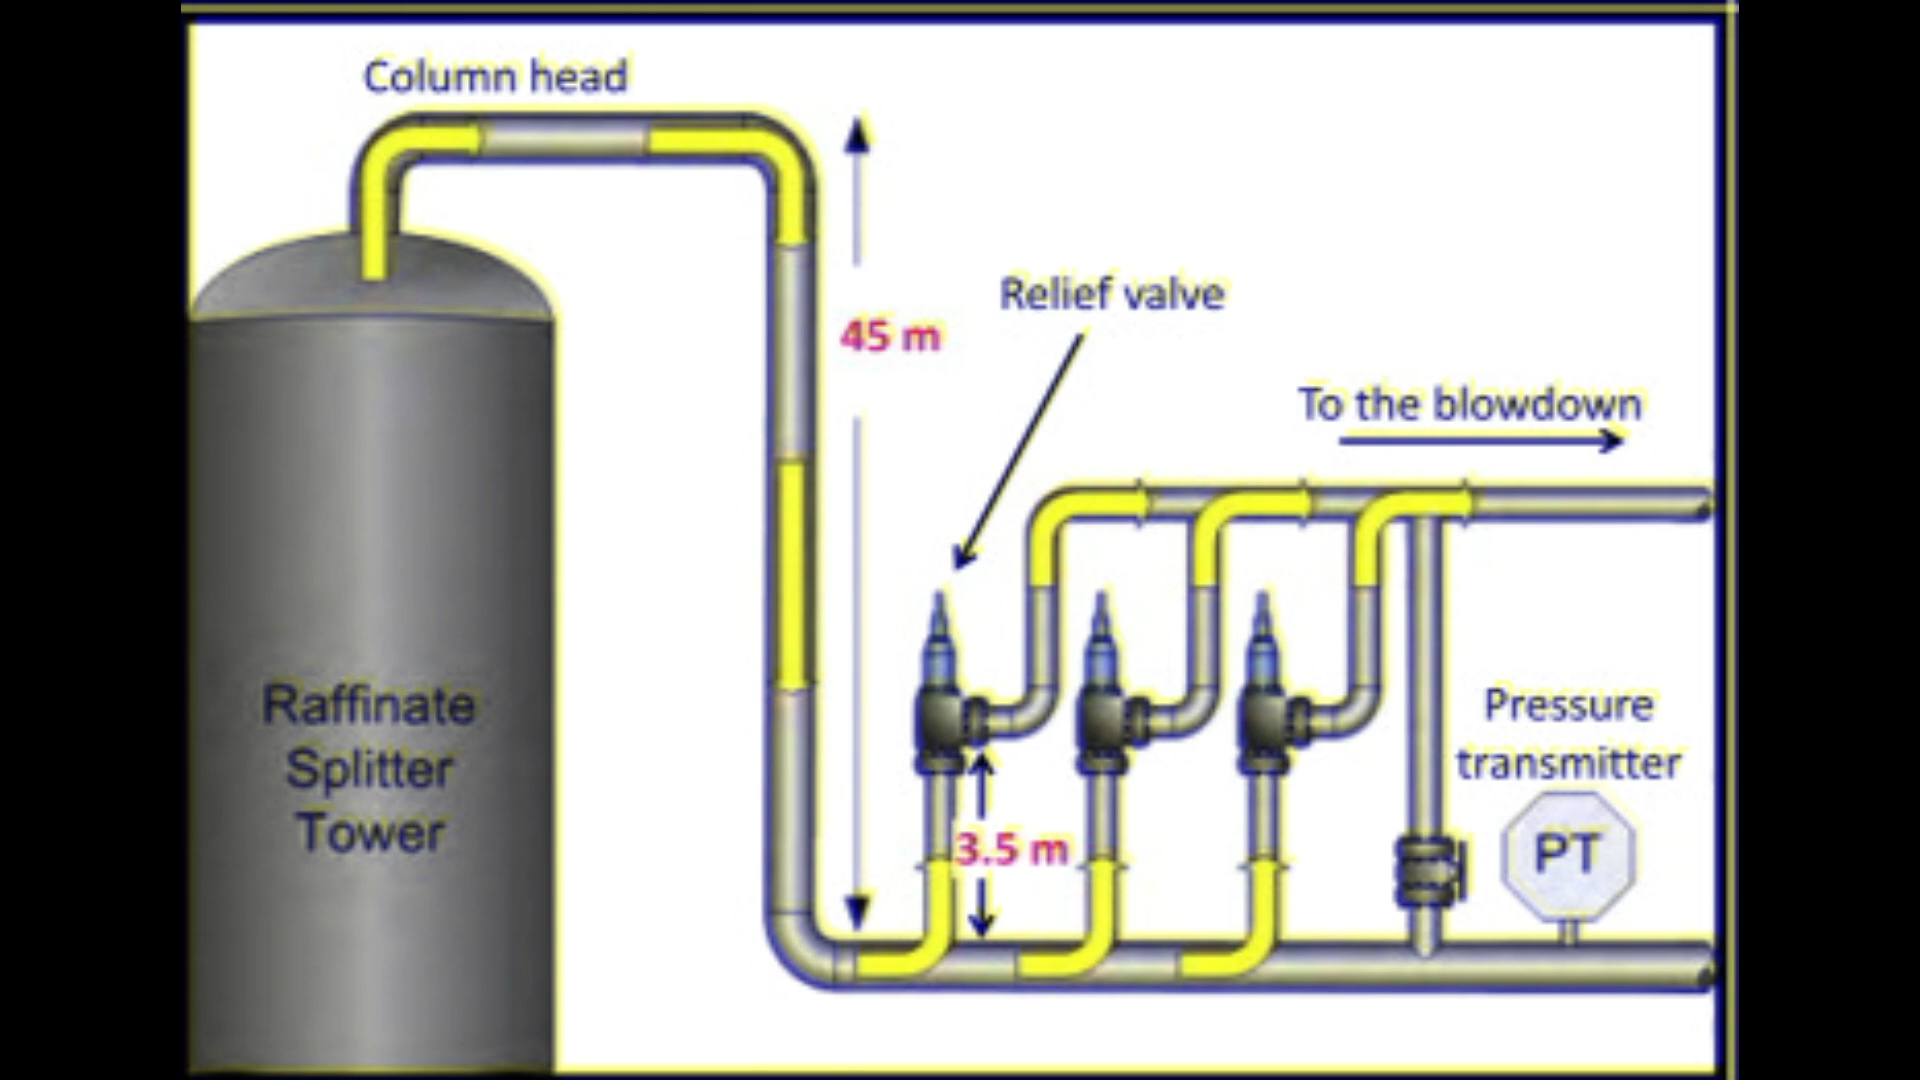 Column head
45 m
Relief valve
To the blowdown
Raffinate
Splitter
Tower
3.5 m
Pressure
transmitter
PT